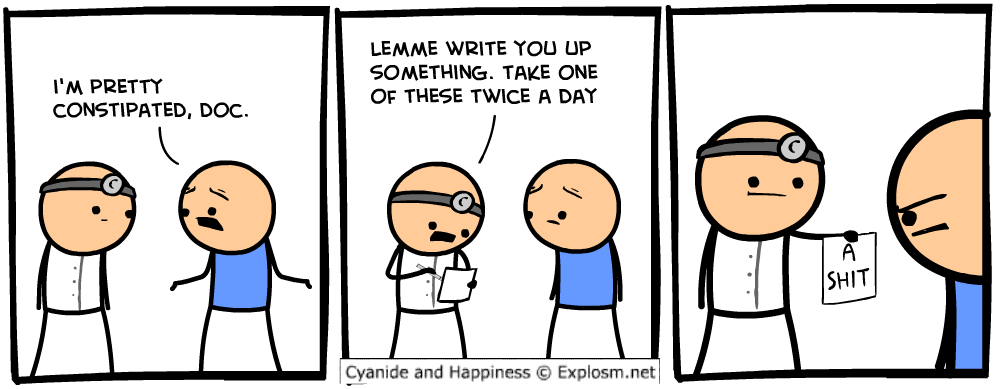 I'M PRETTY
CONSTIPATED, DOC.
LEMME WRITE YOU UP
SOMETHING. TAKE ONE
OF THESE TWICE A DAY
A
SHIT
Cyanide and Happiness © Explosm.net